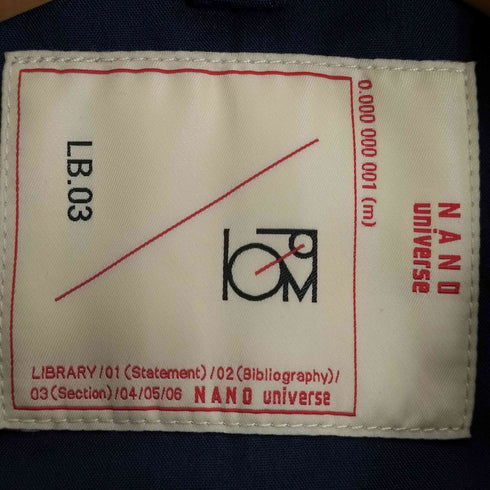 NANO
universe
0.000 000 001 (m)
LB.03
LIBRARY/01(Statement)/02(Bibliography)/
03(Section)/04/05/06 NANO universe